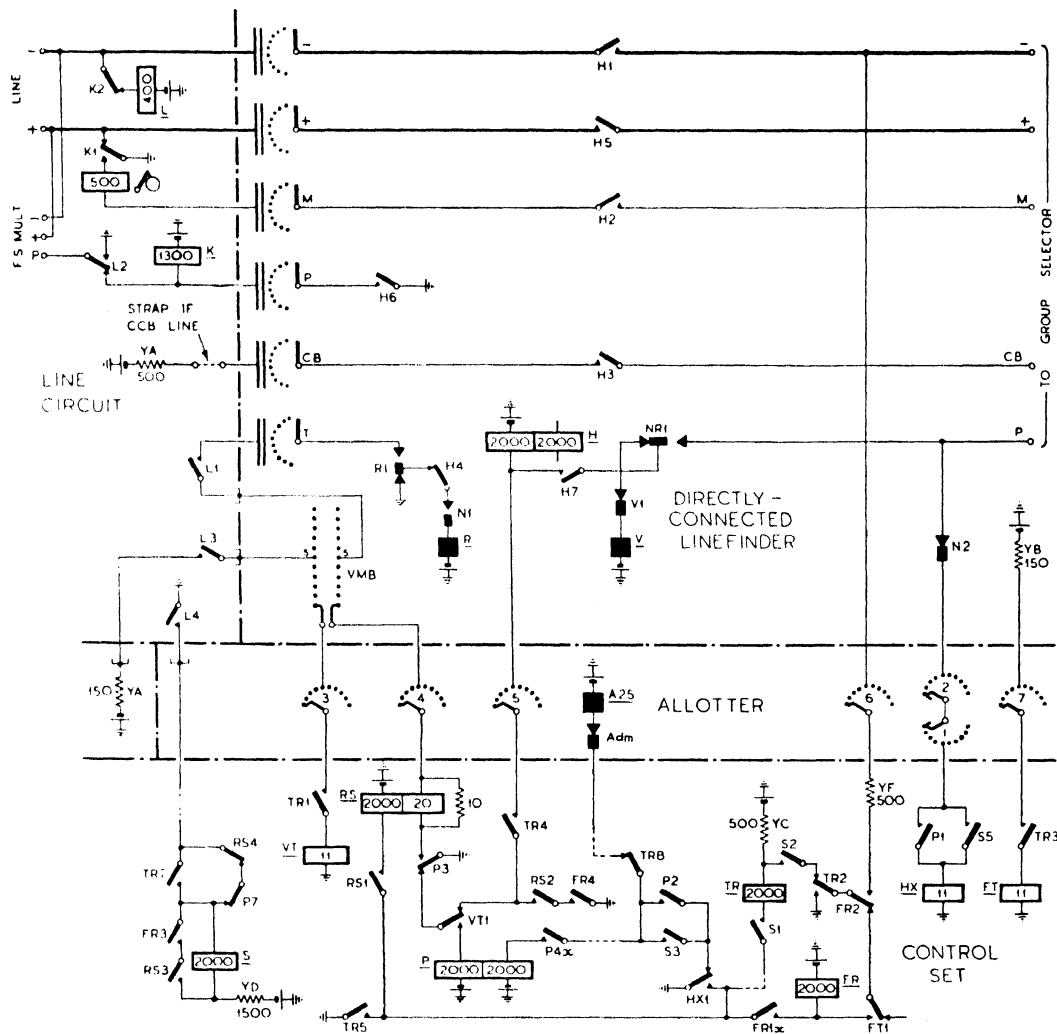 LINE
-
+
F S MULT
-
+
P
K2
400
L
K1
500
L2
1300
K
STRAP IF
CCB LINE
YA
500
LINE
CIRCUIT
-
+
M
P
CB
T
H1
H5
H2
H6
H3
-
+
M
CB
P
TO GROUP SELECTOR
L1
L3
L4
5
5
VMB
R1
H4
N1
R
2000
2000
H
H7
NR1
V1
V
DIRECTLY-
CONNECTED
LINEFINDER
N2
YB
150
150
YA
3
4
5
A25
Adm
ALLOTTER
6
2
7
TR1
VT
11
RS
2000
20
10
TR4
YF
500
500
YC
S2
TR2
FR2
P1
S5
TR3
HX
11
FT
11
RS4
P7
FR3
RS3
S
2000
YD
1500
RS1
P3
VT1
RS2
FR4
TR8
P2
P4x
S3
P
2000
2000
TR
2000
S1
HX1
FR
2000
TR5
FR1x
FT1
CONTROL
SET